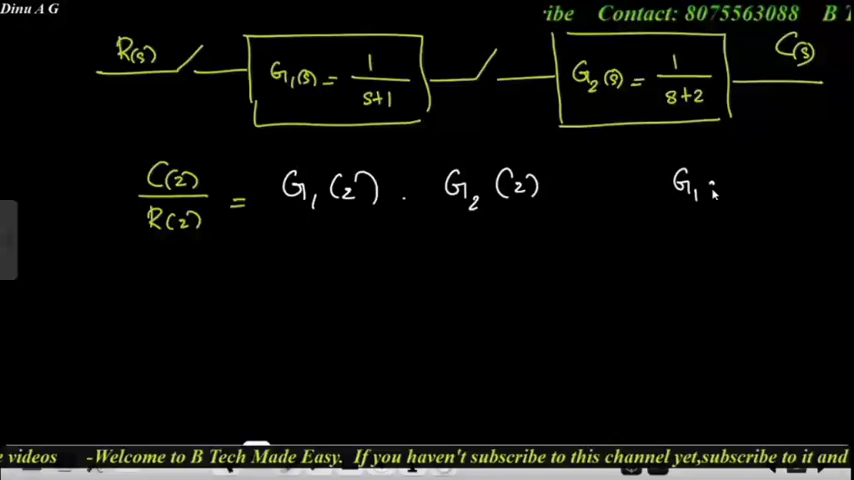 Dinu A G
ibe Contact: 8075563088 B T
R(s)
G1(s) = 1/(s+1)
G2(s) = 1/(s+2)
C(s)
C(z)/R(z) = G1(z) . G2(z)
G1
e videos -Welcome to B Tech Made Easy. If you haven't subscribe to this channel yet,subscribe to it and